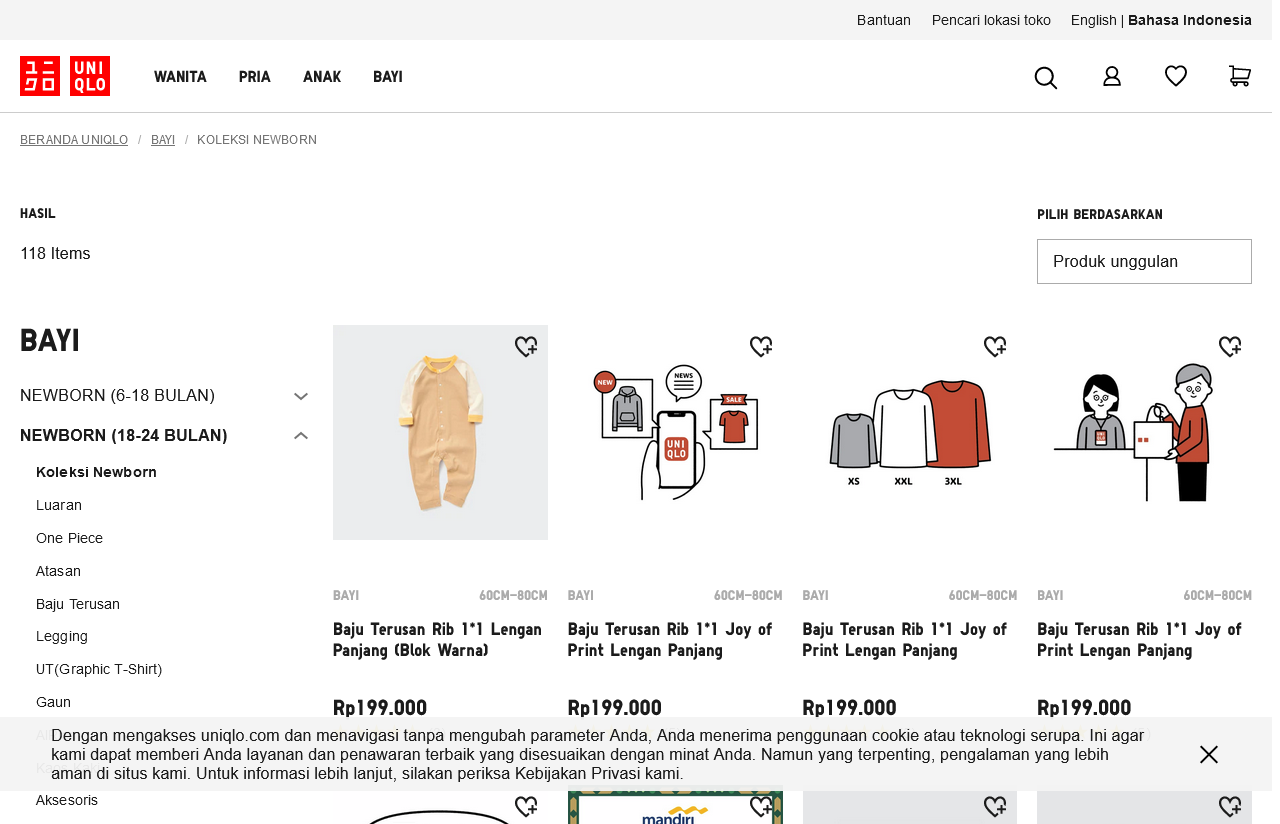 Bantuan Pencari lokasi toko English | Bahasa Indonesia
UNI
QLO
WANITA PRIA ANAK BAYI
BERANDA UNIQLO / BAYI / KOLEKSI NEWBORN
HASIL
118 Items
PILIH BERDASARKAN
Produk unggulan
BAYI
NEWBORN (6-18 BULAN)
NEWBORN (18-24 BULAN)
Koleksi Newborn
Luaran
One Piece
Atasan
Baju Terusan
Legging
UT(Graphic T-Shirt)
Gaun
Aksesoris
NEW
NEWS
SALE
UNI
QLO
XS XXL 3XL
UNI
QLO
BAYI 60CM-80CM
Baju Terusan Rib 1*1 Lengan
Panjang (Blok Warna)
Rp199.000
BAYI 60CM-80CM
Baju Terusan Rib 1*1 Joy of
Print Lengan Panjang
Rp199.000
BAYI 60CM-80CM
Baju Terusan Rib 1*1 Joy of
Print Lengan Panjang
Rp199.000
BAYI 60CM-80CM
Baju Terusan Rib 1*1 Joy of
Print Lengan Panjang
Rp199.000
Dengan mengakses uniqlo.com dan menavigasi tanpa mengubah parameter Anda, Anda menerima penggunaan cookie atau teknologi serupa. Ini agar
kami dapat memberi Anda layanan dan penawaran terbaik yang disesuaikan dengan minat Anda. Namun yang terpenting, pengalaman yang lebih
aman di situs kami. Untuk informasi lebih lanjut, silakan periksa Kebijakan Privasi kami.
mandiri